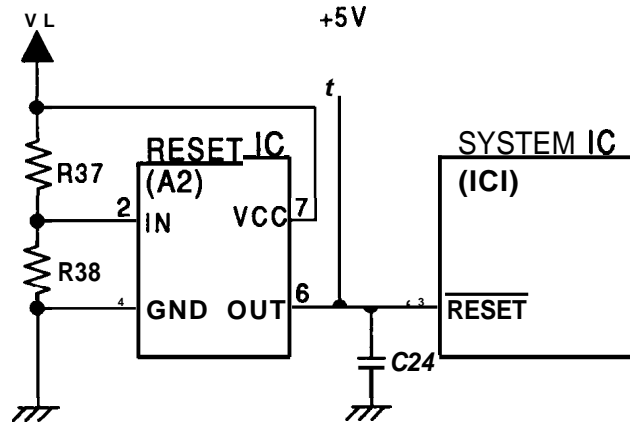 VL
+5V
t
RESET IC
(A2)
SYSTEM IC
(ICI)
R37
2
IN
VCC
7
R38
4
GND
OUT
6
3
RESET
C24